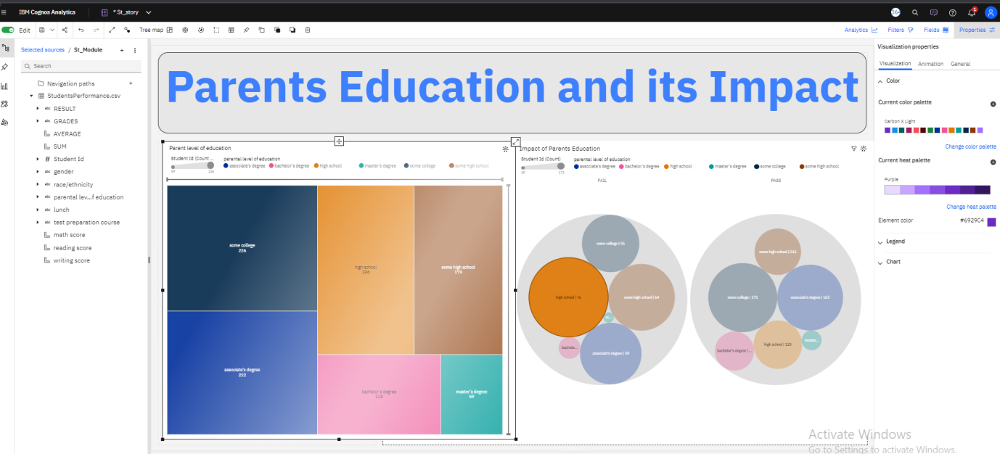 IBM Cognos Analytics
* St_story
1
Edit
Tree map
Analytics
Filters
Fields
Properties
Selected sources / St_Module
Search
Navigation paths
StudentsPerformance.csv
abc RESULT
abc GRADES
AVERAGE
SUM
# Student Id
abc gender
abc race/ethnicity
abc parental lev...f education
abc lunch
abc test preparation course
math score
reading score
writing score
Parents Education and its Impact
Parent level of education
Student Id (Count ...
parental level of education
associate's degree
bachelor's degree
high school
master's degree
some college
some high school
59
226
some college
226
high school
196
some high school
179
associate's degree
222
bachelor's degree
118
master's degree
59
Impact of Parents Education
Student Id (Count)
parental level of education
associate's degree
bachelor's degree
high school
master's degree
some college
some high school
171
FAIL
PASS
some college | 55
high school | 76
some high school | 64
bachelo...
associate's degree | 59
some high school | 115
some college | 171
associate's degree | 163
bachelor's degree | ...
high school | 120
master...
Visualization properties
Visualization
Animation
General
Color
Current color palette
Carbon X Light
Change color palette
Current heat palette
Purple
Change heat palette
Element color
#6929C4
Legend
Chart
Activate Windows
Go to Settings to activate Windows.